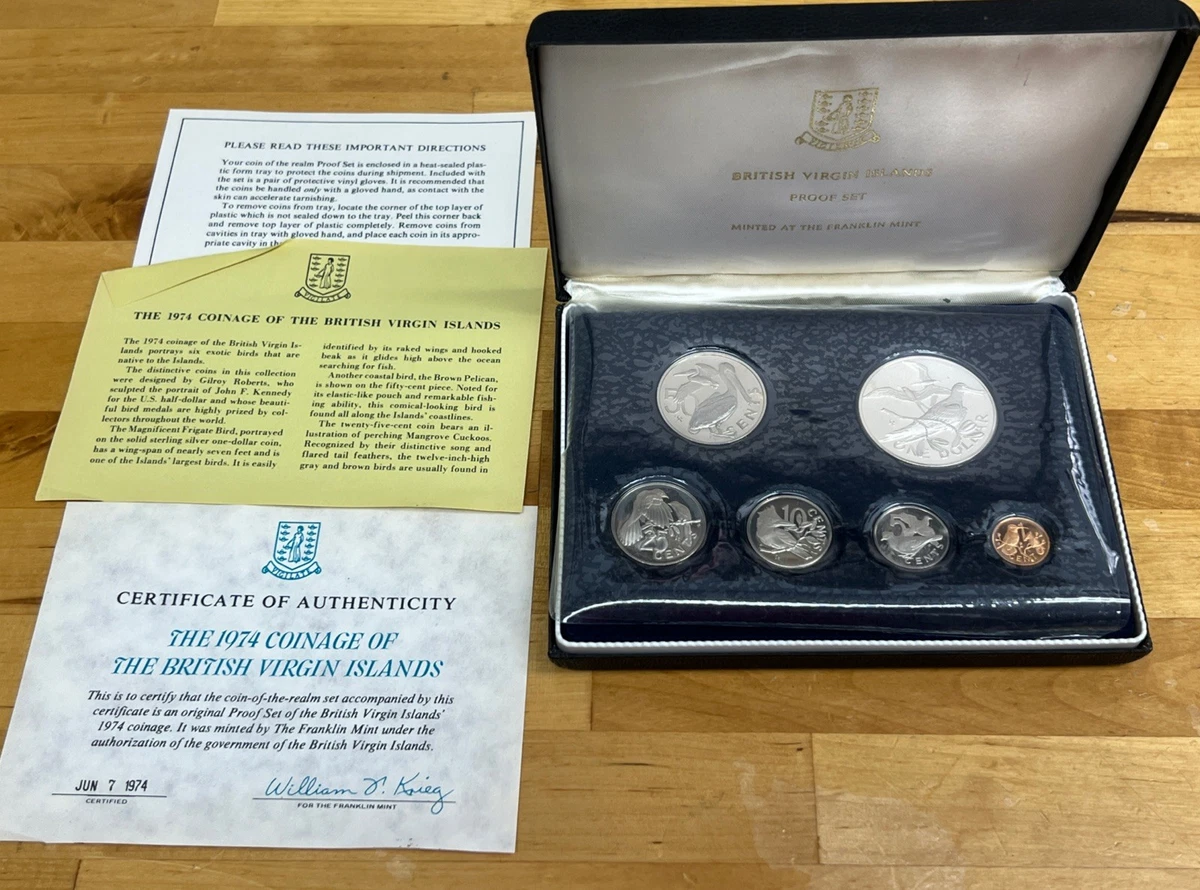 PLEASE READ THESE IMPORTANT DIRECTIONS
Your coin of the realm Proof Set is enclosed in a heat-sealed plas-
tic form tray to protect the coins during shipment. Included with
the set is a pair of protective vinyl gloves. It is recommended that
the coins be handled only with a gloved hand, as contact with the
skin can accelerate tarnishing.
To remove coins from tray, locate the corner of the top layer of
plastic which is not sealed down to the tray. Peel this corner back
and remove top layer of plastic completely. Remove coins from
cavities in tray with gloved hand, and place each coin in its appro-
priate cavity in th
VIGILATE
THE 1974 COINAGE OF THE BRITISH VIRGIN ISLANDS
The 1974 coinage of the British Virgin Is-
lands portrays six exotic birds that are
native to the Islands.
The distinctive coins in this collection
were designed by Gilroy Roberts, who
sculpted the portrait of John F. Kennedy
for the U.S. half-dollar and whose beauti-
ful bird medals are highly prized by col-
lectors throughout the world.
The Magnificent Frigate Bird, portrayed
on the solid sterling silver one-dollar coin,
has a wing-span of nearly seven feet and is
one of the Islands' largest birds. It is easily
identified by its raked wings and hooked
beak as it glides high above the ocean
searching for fish.
Another coastal bird, the Brown Pelican,
is shown on the fifty-cent piece. Noted for
its elastic-like pouch and remarkable fish-
ing ability, this comical-looking bird is
found all along the Islands' coastlines.
The twenty-five-cent coin bears an il-
lustration of perching Mangrove Cuckoos.
Recognized by their distinctive song and
flared tail feathers, the twelve-inch-high
gray and brown birds are usually found in
VIGILATE
CERTIFICATE OF AUTHENTICITY
THE 1974 COINAGE OF
THE BRITISH VIRGIN ISLANDS
This is to certify that the coin-of-the-realm set accompanied by this
certificate is an original Proof Set of the British Virgin Islands'
1974 coinage. It was minted by The Franklin Mint under the
authorization of the government of the British Virgin Islands.
JUN 7 1974
CERTIFIED
William T. Krieg
FOR THE FRANKLIN MINT
VIGILATE
BRITISH VIRGIN ISLANDS
PROOF SET
MINTED AT THE FRANKLIN MINT
CENTS
ONE DOLLAR
25 CENTS
10 CENTS
CENTS
1 CENT